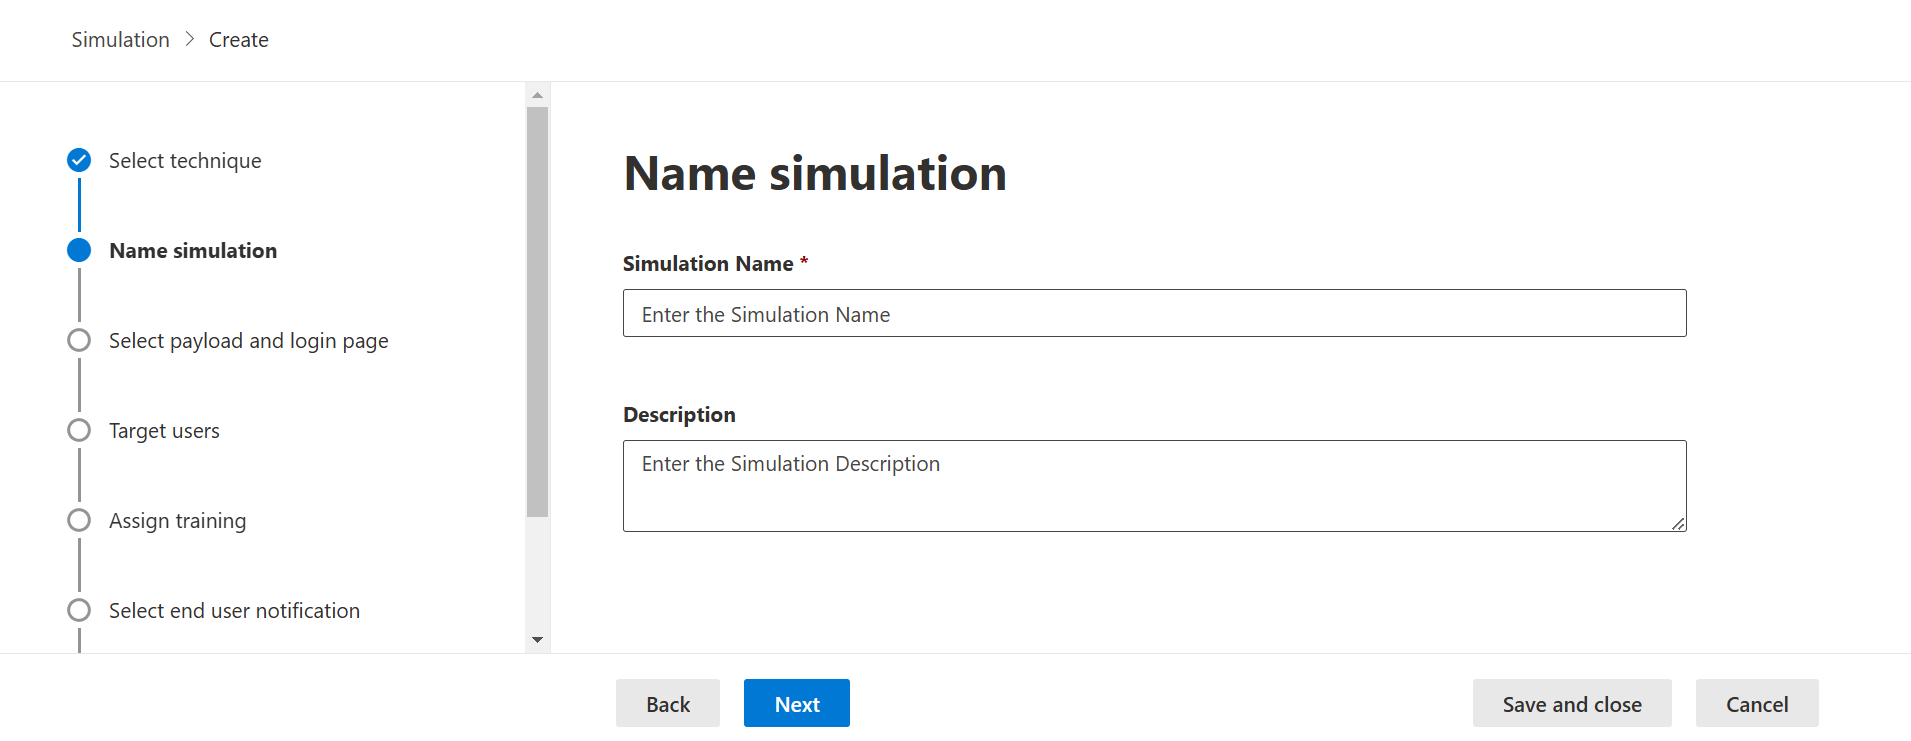 Simulation > Create
Select technique
Name simulation
Select payload and login page
Target users
Assign training
Select end user notification
Name simulation
Simulation Name *
Enter the Simulation Name
Description
Enter the Simulation Description
Back
Next
Save and close
Cancel